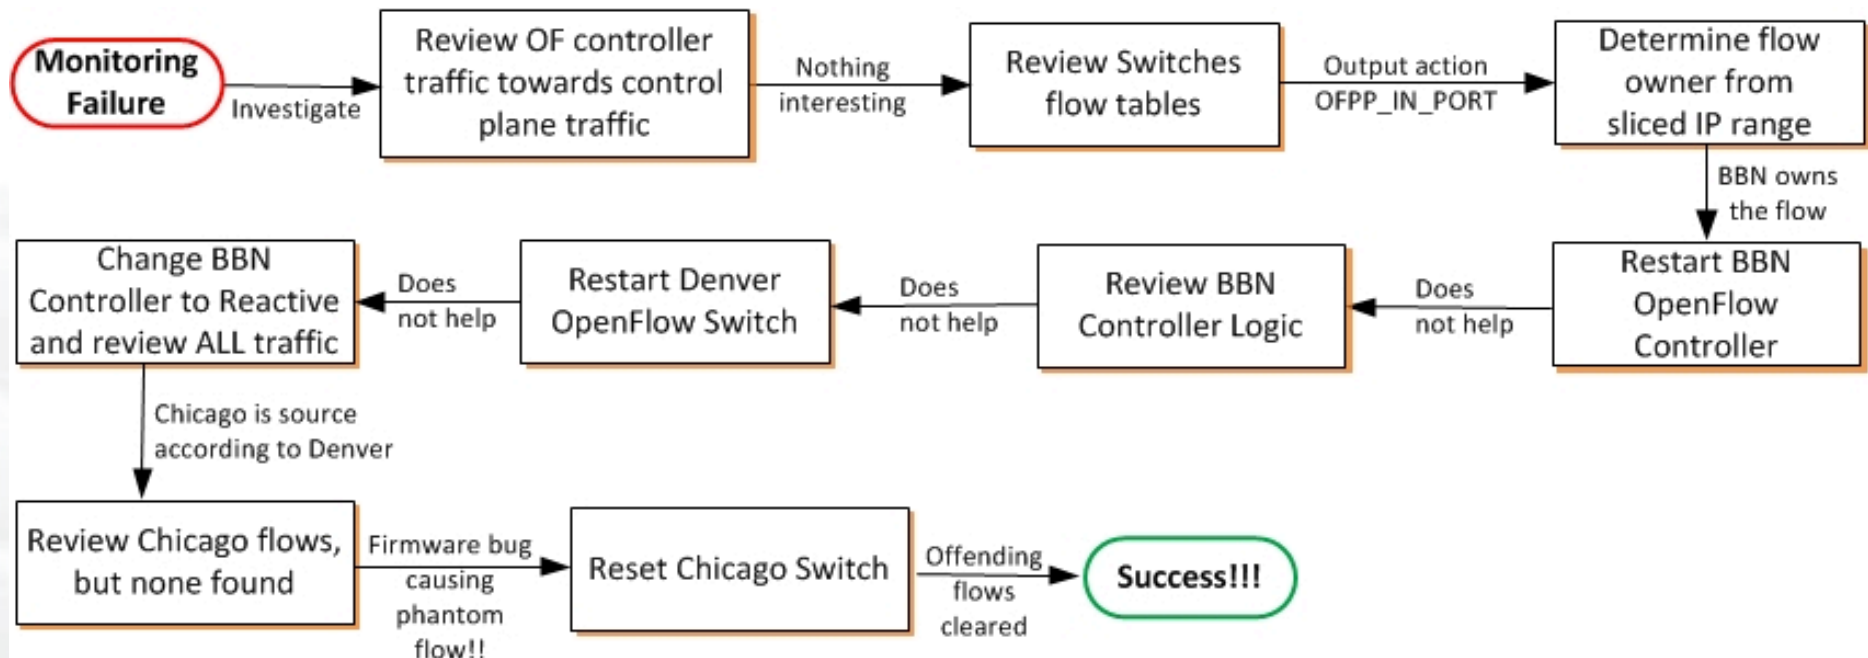 Monitoring
Failure
Investigate
Review OF controller
traffic towards control
plane traffic
Nothing
interesting
Review Switches
flow tables
Output action
OFPP_IN_PORT
Determine flow
owner from
sliced IP range
BBN owns
the flow
Restart BBN
OpenFlow
Controller
Does
not help
Review BBN
Controller Logic
Does
not help
Restart Denver
OpenFlow Switch
Does
not help
Change BBN
Controller to Reactive
and review ALL traffic
Chicago is source
according to Denver
Review Chicago flows,
but none found
Firmware bug
causing
phantom
flow!!
Reset Chicago Switch
Offending
flows
cleared
Success!!!